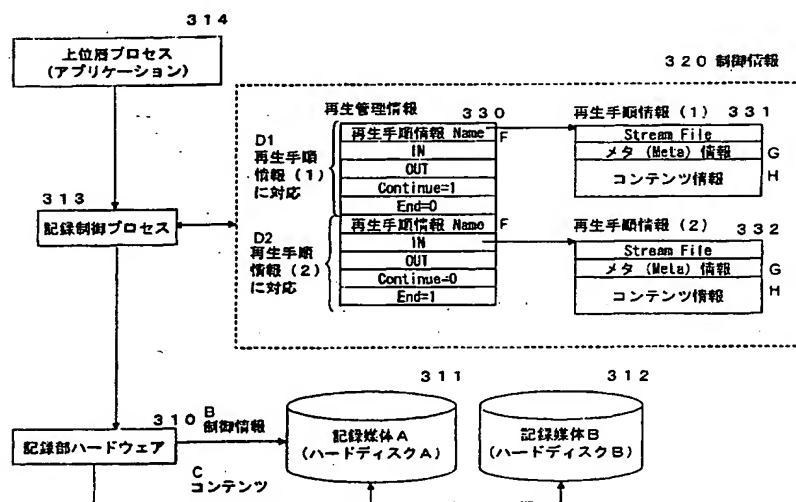 314
上位層プロセス
(アプリケーション)
320 制御情報
再生管理情報 330
再生手順情報 (1) 331
D1
再生手順
情報 (1)
に対応
再生手順情報 Name F
IN
OUT
Continue=1
End=0
Stream File
メタ (Meta) 情報 G
コンテンツ情報 H
313
記録制御プロセス
D2
再生手順
情報 (2)
に対応
再生手順情報 Name F
IN
OUT
Continue=0
End=1
再生手順情報 (2) 332
Stream File
メタ (Meta) 情報 G
コンテンツ情報 H
311
312
310
B
制御情報
記録部ハードウェア
記録媒体A
(ハードディスクA)
記録媒体B
(ハードディスクB)
C
コンテンツ